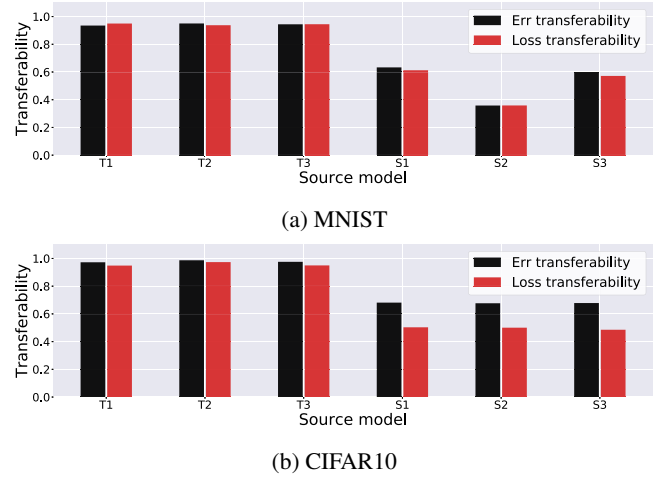 1.0
0.8
0.6
0.4
0.2
0.0
Transferability
Err transferability
Loss transferability
T1 T2 T3 S1 S2 S3
Source model
(a) MNIST
1.0
0.8
0.6
0.4
0.2
0.0
Transferability
Err transferability
Loss transferability
T1 T2 T3 S1 S2 S3
Source model
(b) CIFAR10